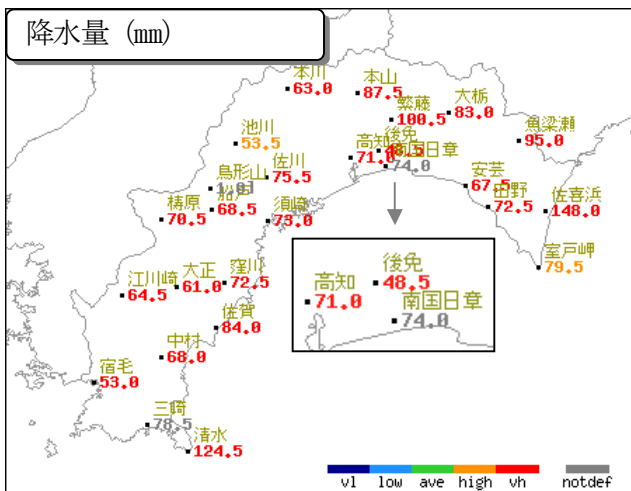 降水量 (mm)
本川
63.0
本山
87.5
繁藤
100.5
大栃
83.0
魚梁瀬
95.0
池川
53.5
高知
71.0
後免
48.5
南国日章
74.0
鳥形山
佐川
75.5
船戸
68.5
梼原
70.5
須崎
73.0
安芸
67.5
田野
72.5
佐喜浜
148.0
室戸岬
79.5
江川崎
64.5
大正
61.0
窪川
72.5
佐賀
84.0
中村
68.0
宿毛
53.0
三崎
78.5
清水
124.5
後免
48.5
高知
71.0
南国日章
74.0
vl low ave high vh notdef